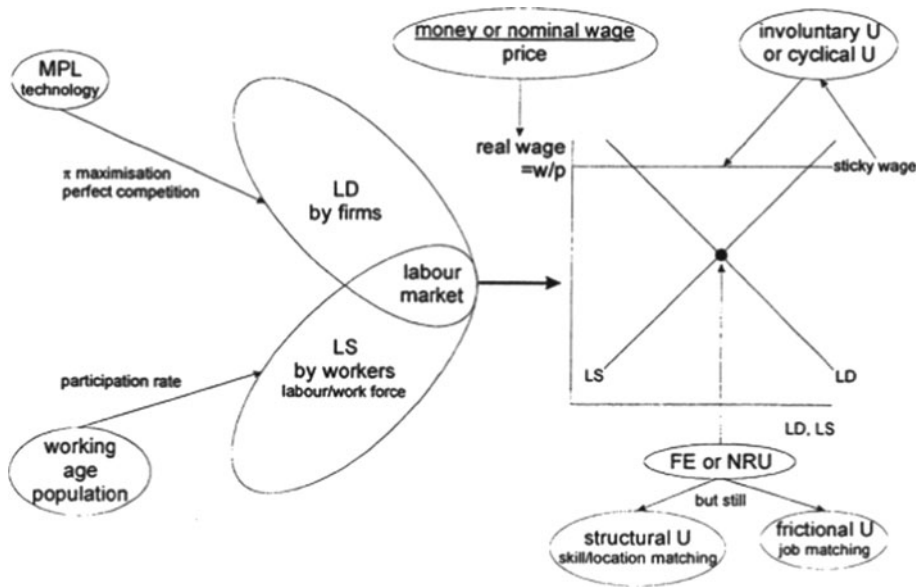 money or nominal wage
price
involuntary U
or cyclical U
MPL
technology
real wage
=w/p
sticky wage
π maximisation
perfect competition
LD
by firms
labour
market
LS
by workers
labour/work force
participation rate
working
age
population
LS
LD
LD, LS
FE or NRU
but still
structural U
skill/location matching
frictional U
job matching